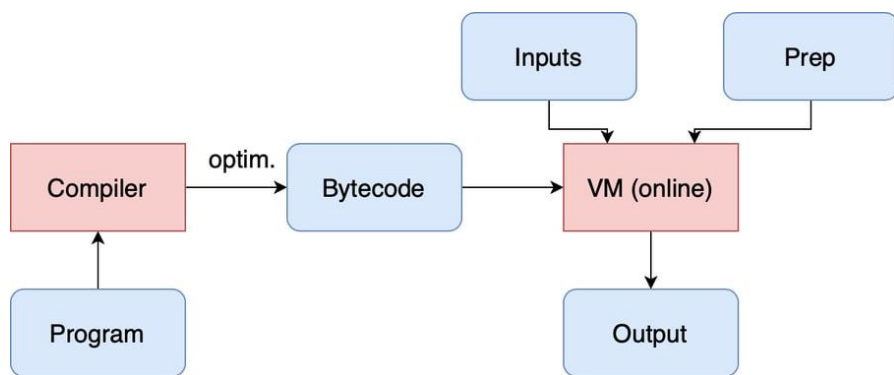 Inputs
Prep
optim.
Compiler
Bytecode
VM (online)
Program
Output